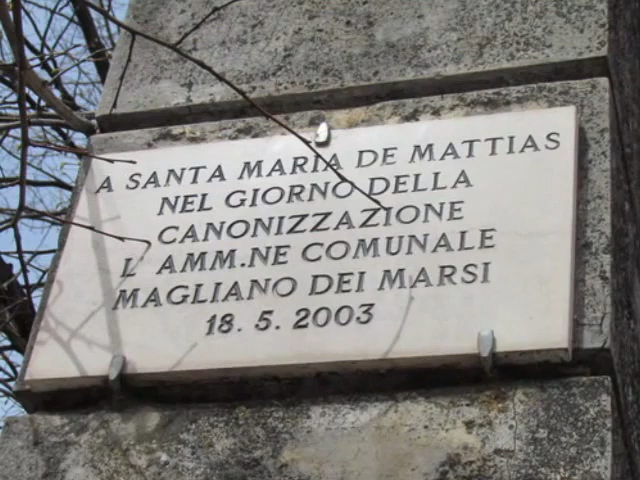 A SANTA MARIA DE MATTIAS
NEL GIORNO DELLA
CANONIZZAZIONE
L' AMM.NE COMUNALE
MAGLIANO DEI MARSI
18. 5. 2003